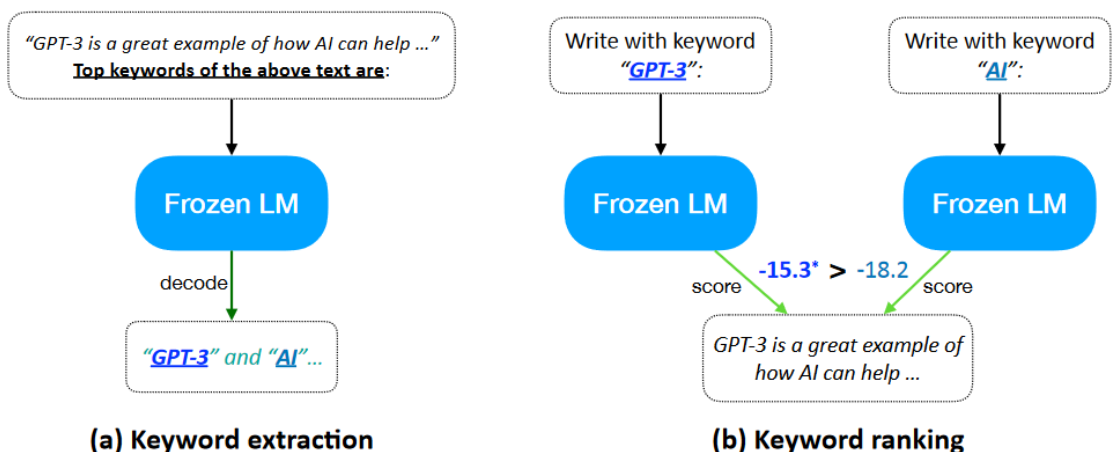 “GPT-3 is a great example of how AI can help ...”
Top keywords of the above text are:
Frozen LM
decode
“GPT-3” and “AI”...
(a) Keyword extraction
Write with keyword
“GPT-3”:
Write with keyword
“AI”:
Frozen LM
Frozen LM
-15.3* > -18.2
score
score
GPT-3 is a great example of
how AI can help ...
(b) Keyword ranking